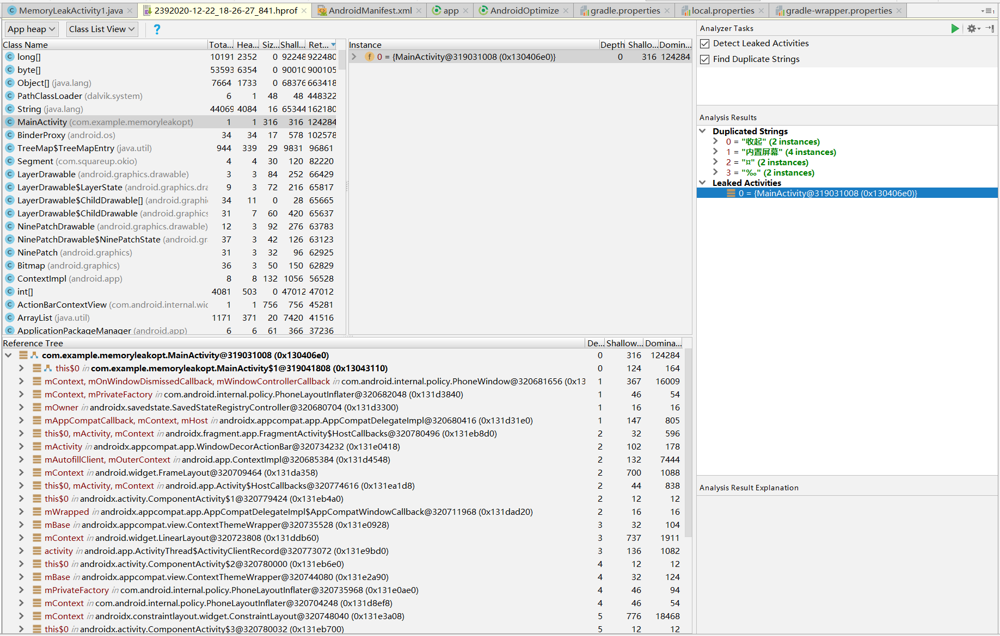 MemoryLeakActivity1.java
2392020-12-22_18-26-27_841.hprof
AndroidManifest.xml
app
AndroidOptimize
gradle.properties
local.properties
gradle-wrapper.properties
App heap
Class List View
?
Class Name Tota... Hea... Siz... Shall... Ret...
long[] 10191 2352 0 92248 922480
byte[] 53593 6354 0 90010 900105
Object[] (java.lang) 7664 1733 0 68376 663418
PathClassLoader (dalvik.system) 6 1 48 48 448322
String (java.lang) 44069 4084 16 65344 162180
MainActivity (com.example.memoryleakopt) 1 1 316 316 124284
BinderProxy (android.os) 34 34 17 578 102578
TreeMap$TreeMapEntry (java.util) 944 339 29 9831 96861
Segment (com.squareup.okio) 4 4 30 120 82220
LayerDrawable (android.graphics.drawable) 3 3 84 252 66429
LayerDrawable$LayerState (android.graphics.dra 9 3 72 216 65817
LayerDrawable$ChildDrawable[] (android.graphi 34 11 0 28 65665
LayerDrawable$ChildDrawable (android.graphics 31 7 60 420 65637
NinePatchDrawable (android.graphics.drawable) 12 3 92 276 63783
NinePatchDrawable$NinePatchState (android.gr 37 3 42 126 63123
NinePatch (android.graphics) 31 3 32 96 62925
Bitmap (android.graphics) 36 3 50 150 62829
ContextImpl (android.app) 8 8 132 1056 56528
int[] 4081 503 0 47012 47012
ActionBarContextView (com.android.internal.wic 1 1 756 756 45281
ArrayList (java.util) 1171 371 20 7420 41516
ApplicationPackageManager (android.app) 6 6 61 366 37236
Instance Depth Shallo... Domin...
0 = {MainActivity@319031008 (0x130406e0)} 0 316 124284
Analyzer Tasks
Detect Leaked Activities
Find Duplicate Strings
Analysis Results
Duplicated Strings
0 = "收起" (2 instances)
1 = "内置屏幕" (4 instances)
2 = "¤" (2 instances)
3 = "‰" (2 instances)
Leaked Activities
0 = {MainActivity@319031008 (0x130406e0)}
Analysis Result Explanation
Reference Tree De... Shallow... Domina...
com.example.memoryleakopt.MainActivity@319031008 (0x130406e0) 0 316 124284
this$0 in com.example.memoryleakopt.MainActivity$1@319041808 (0x13043110) 0 124 164
mContext, mOnWindowDismissedCallback, mWindowControllerCallback in com.android.internal.policy.PhoneWindow@320681656 (0x13 1 367 16009
mContext, mPrivateFactory in com.android.internal.policy.PhoneLayoutInflater@320682048 (0x131d3840) 1 46 54
mOwner in androidx.savedstate.SavedStateRegistryController@320680704 (0x131d3300) 1 16 16
mAppCompatCallback, mContext, mHost in androidx.appcompat.app.AppCompatDelegateImpl@320680416 (0x131d31e0) 1 147 805
this$0, mActivity, mContext in androidx.fragment.app.FragmentActivity$HostCallbacks@320780496 (0x131eb8d0) 2 32 596
mActivity in androidx.appcompat.app.WindowDecorActionBar@320734232 (0x131e0418) 2 102 178
mAutofillClient, mOuterContext in android.app.ContextImpl@320685384 (0x131d4548) 2 132 7444
mContext in android.widget.FrameLayout@320709464 (0x131da358) 2 700 1088
this$0, mActivity, mContext in android.app.Activity$HostCallbacks@320774616 (0x131ea1d8) 2 44 838
this$0 in androidx.activity.ComponentActivity$1@320779424 (0x131eb4a0) 2 12 12
mWrapped in androidx.appcompat.app.AppCompatDelegateImpl$AppCompatWindowCallback@320711968 (0x131dad20) 2 16 16
mBase in androidx.appcompat.view.ContextThemeWrapper@320735528 (0x131e0928) 3 32 104
mContext in android.widget.LinearLayout@320723808 (0x131ddb60) 3 737 1911
activity in android.app.ActivityThread$ActivityClientRecord@320773072 (0x131e9bd0) 3 136 1082
this$0 in androidx.activity.ComponentActivity$2@320780000 (0x131eb6e0) 4 12 12
mBase in androidx.appcompat.view.ContextThemeWrapper@320744080 (0x131e2a90) 4 32 124
mPrivateFactory in com.android.internal.policy.PhoneLayoutInflater@320735968 (0x131e0ae0) 4 46 94
mContext in com.android.internal.policy.PhoneLayoutInflater@320704248 (0x131d8ef8) 4 46 54
mContext in androidx.constraintlayout.widget.ConstraintLayout@320748040 (0x131e3a08) 5 776 18468
this$0 in androidx.activity.ComponentActivity$3@320780032 (0x131eb700) 5 12 12